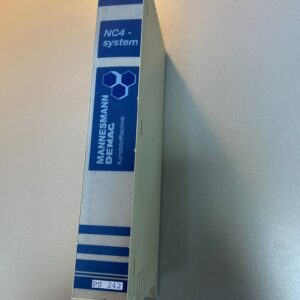 NC4 -
system
MANNESMANN
DEMAG
Kunststofftechnik
PS 242